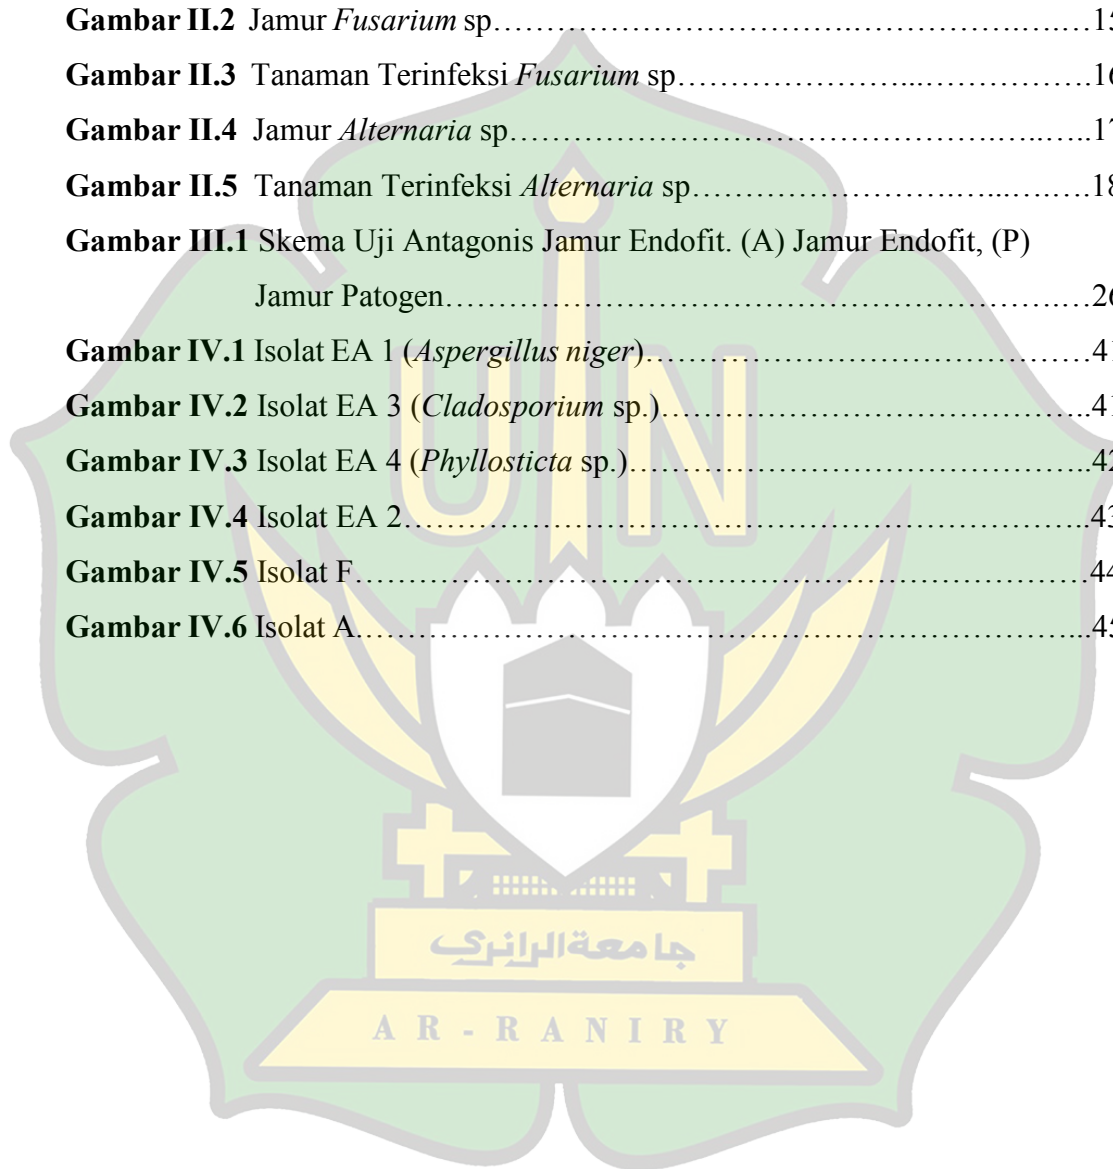 Gambar II.2 Jamur Fusarium sp……………………………………………….…..…15
Gambar II.3 Tanaman Terinfeksi Fusarium sp…………………………...…………..16
Gambar II.4 Jamur Alternaria sp…………………………………………….…..…..17
Gambar II.5 Tanaman Terinfeksi Alternaria sp……………………………...……….18
Gambar III.1 Skema Uji Antagonis Jamur Endofit. (A) Jamur Endofit, (P)
Jamur Patogen……………………………………………………….…..26
Gambar IV.1 Isolat EA 1 (Aspergillus niger)…………………………………………..41
Gambar IV.2 Isolat EA 3 (Cladosporium sp.)………………………………………..41
Gambar IV.3 Isolat EA 4 (Phyllosticta sp.)…………………………………………..42
Gambar IV.4 Isolat EA 2………………………………………………………………43
Gambar IV.5 Isolat F……………………………………………………………………44
Gambar IV.6 Isolat A…………………………………………………………………...45
UIN
جامعة الرانري
AR-RANIRY